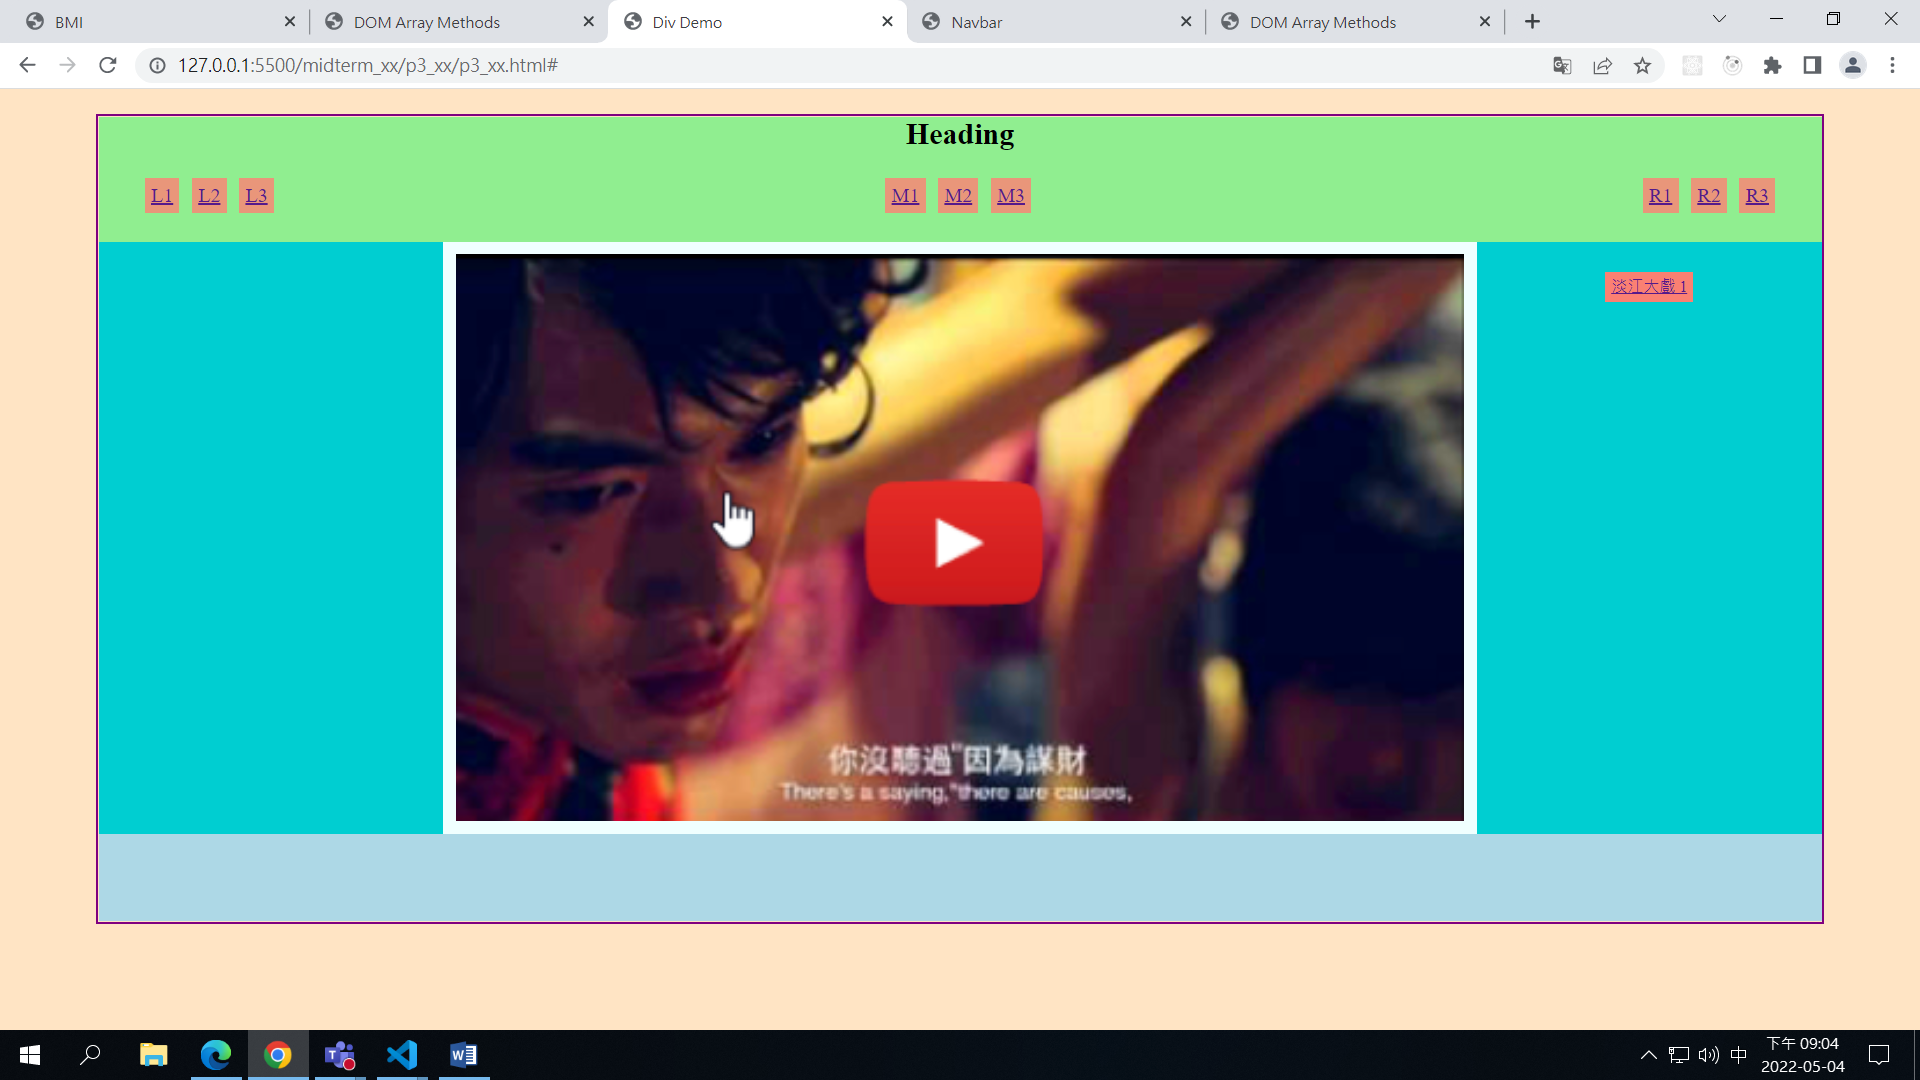 BMI
DOM Array Methods
Div Demo
Navbar
DOM Array Methods
127.0.0.1:5500/midterm_xx/p3_xx/p3_xx.html#
Heading
L1 L2 L3
M1 M2 M3
R1 R2 R3
淡江大戲 1
你沒聽過"因為謀財
There's a saying,"there are causes,
中
下午 09:04
2022-05-04